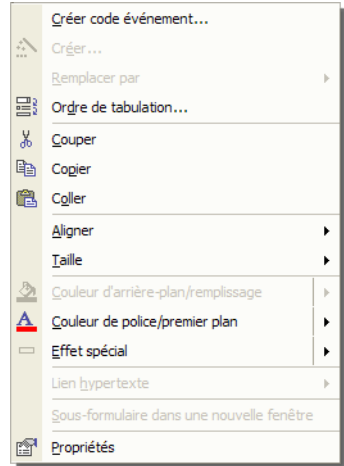 Créer code événement...
Créer...
Remplacer par
Ordre de tabulation...
Couper
Copier
Coller
Aligner
Taille
Couleur d'arrière-plan/remplissage
Couleur de police/premier plan
Effet spécial
Lien hypertexte
Sous-formulaire dans une nouvelle fenêtre
Propriétés